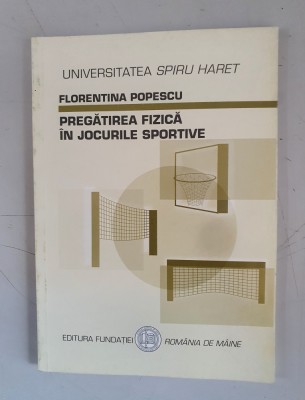 UNIVERSITATEA SPIRU HARET
FLORENTINA POPESCU
PREGĂTIREA FIZICĂ
ÎN JOCURILE SPORTIVE
EDITURA FUNDAȚIEI ROMÂNIA DE MÂINE